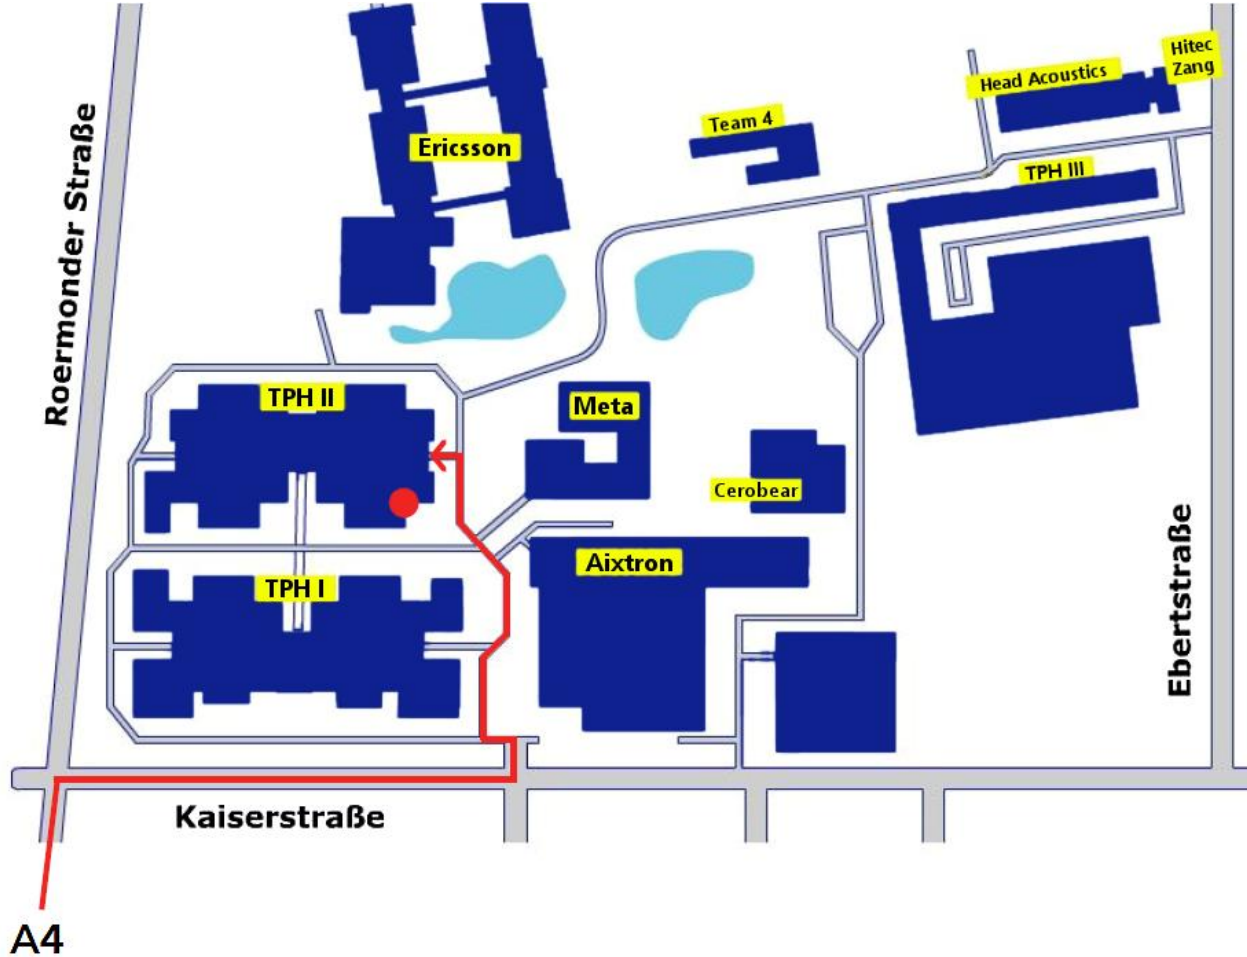 Hitec
Zang
Head Acoustics
Team 4
Ericsson
TPH III
Roermonder Straße
TPH II
Meta
Cerobear
Aixtron
TPH I
Ebertstraße
Kaiserstraße
A4